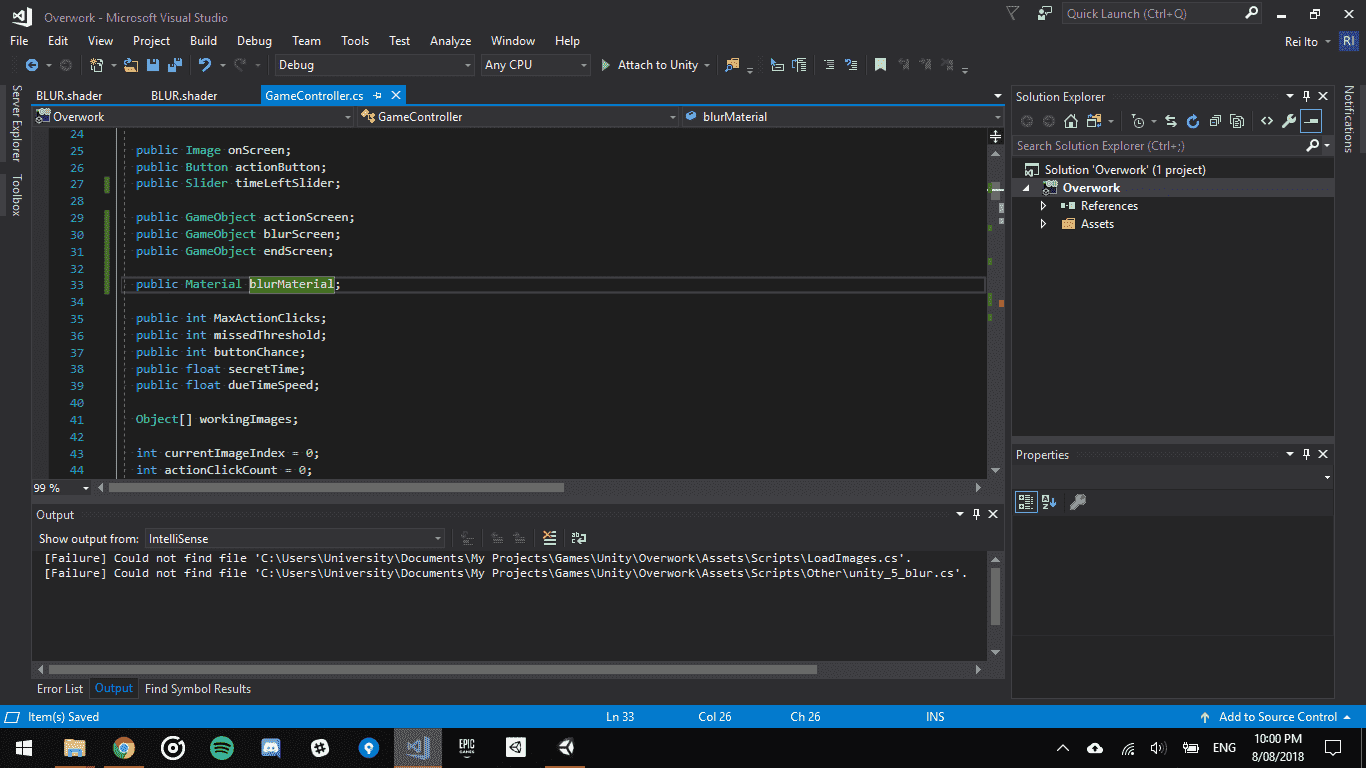 Overwork - Microsoft Visual Studio
Quick Launch (Ctrl+Q)
File Edit View Project Build Debug Team Tools Test Analyze Window Help
Rei Ito RI
Debug Any CPU Attach to Unity
Server Explorer
Toolbox
BLUR.shader BLUR.shader GameController.cs
Overwork GameController blurMaterial
24
25 public Image onScreen;
26 public Button actionButton;
27 public Slider timeLeftSlider;
28
29 public GameObject actionScreen;
30 public GameObject blurScreen;
31 public GameObject endScreen;
32
33 public Material blurMaterial;
34
35 public int MaxActionClicks;
36 public int missedThreshold;
37 public int buttonChance;
38 public float secretTime;
39 public float dueTimeSpeed;
40
41 Object[] workingImages;
42
43 int currentImageIndex = 0;
44 int actionClickCount = 0;
99 %
Output
Show output from: IntelliSense
[Failure] Could not find file 'C:\Users\University\Documents\My Projects\Games\Unity\Overwork\Assets\Scripts\LoadImages.cs'.
[Failure] Could not find file 'C:\Users\University\Documents\My Projects\Games\Unity\Overwork\Assets\Scripts\Other\unity_5_blur.cs'.
Error List Output Find Symbol Results
Solution Explorer
Search Solution Explorer (Ctrl+;)
Solution 'Overwork' (1 project)
Overwork
References
Assets
Properties
Notifications
Item(s) Saved Ln 33 Col 26 Ch 26 INS Add to Source Control
EPIC
GAMES
ENG
10:00 PM
8/08/2018